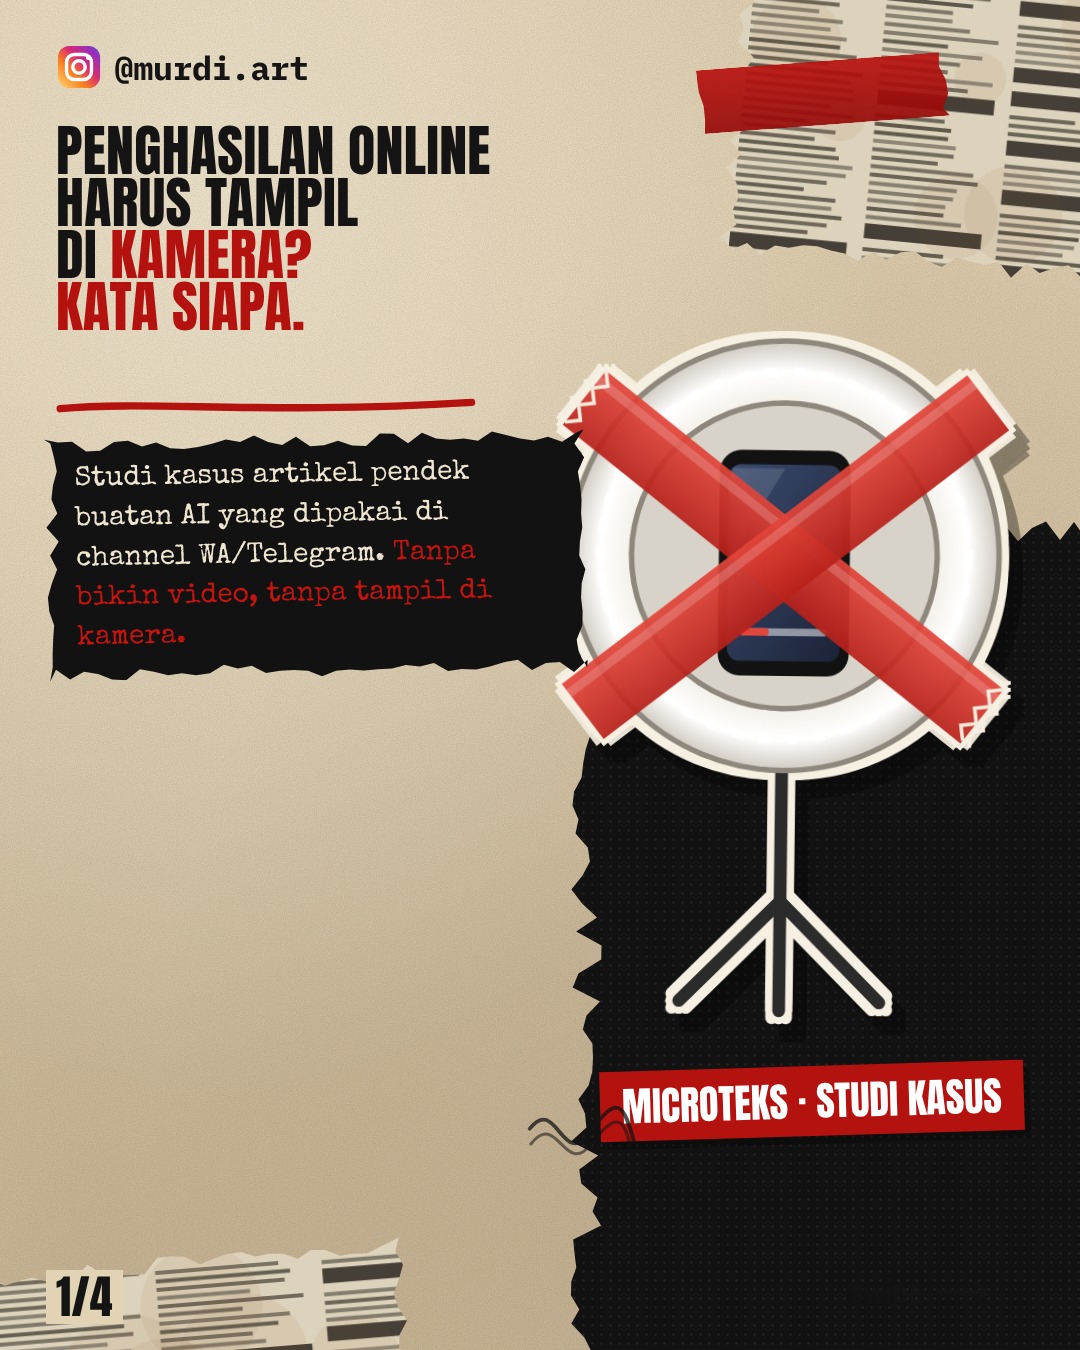 @murdi.art
PENGHASILAN ONLINE
HARUS TAMPIL
DI KAMERA?
KATA SIAPA.
Studi kasus artikel pendek
buatan AI yang dipakai di
channel WA/Telegram. Tanpa
bikin video, tanpa tampil di
kamera.
MICROTEKS · STUDI KASUS
1/4